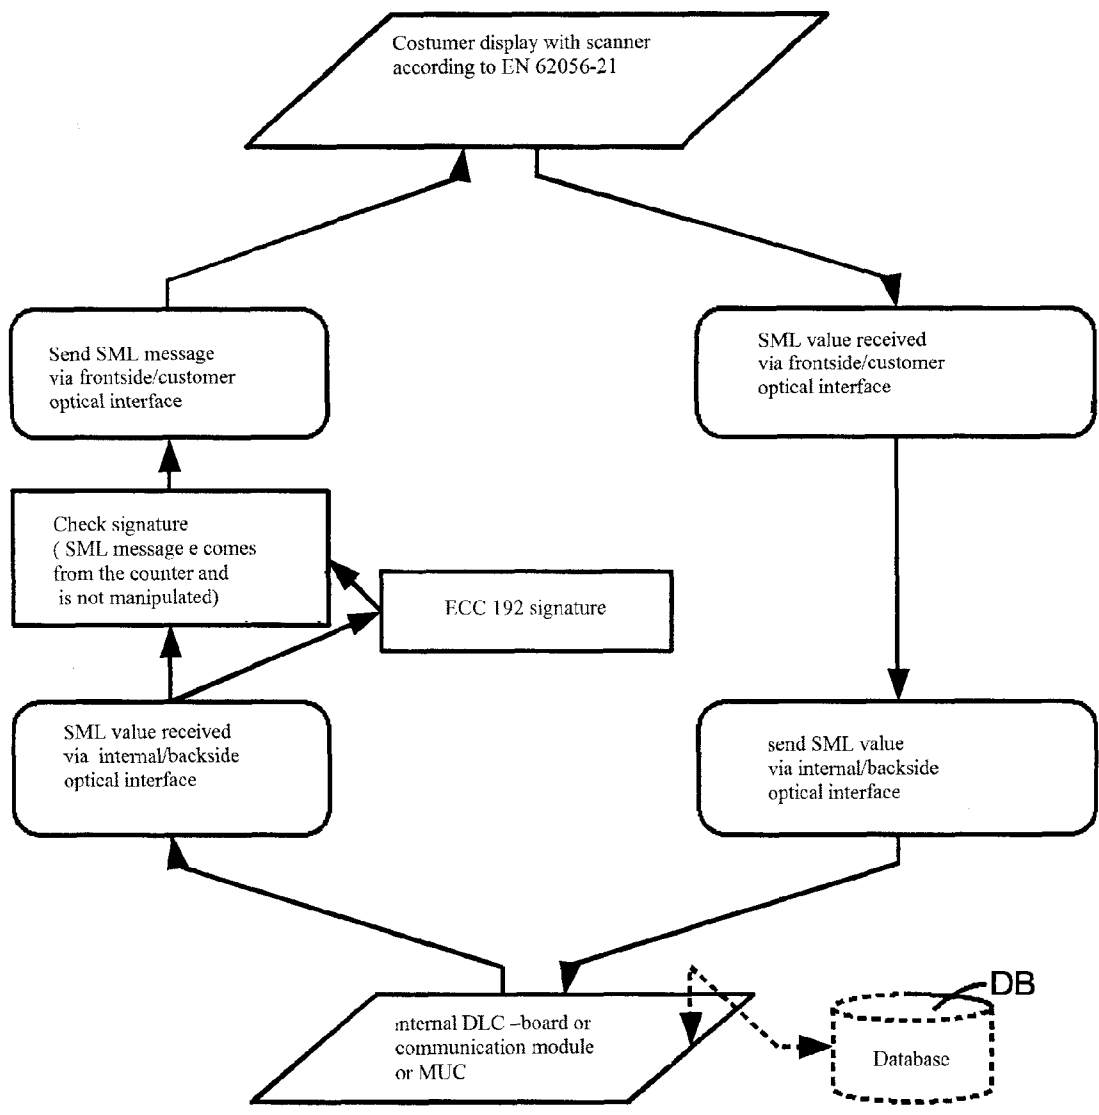 Costumer display with scanner
according to EN 62056-21
Send SML message
via frontside/customer
optical interface
SML value received
via frontside/customer
optical interface
Check signature
( SML message e comes
from the counter and
is not manipulated)
ECC 192 signature
SML value received
via internal/backside
optical interface
send SML value
via internal/backside
optical interface
internal DLC –board or
communication module
or MUC
DB
Database